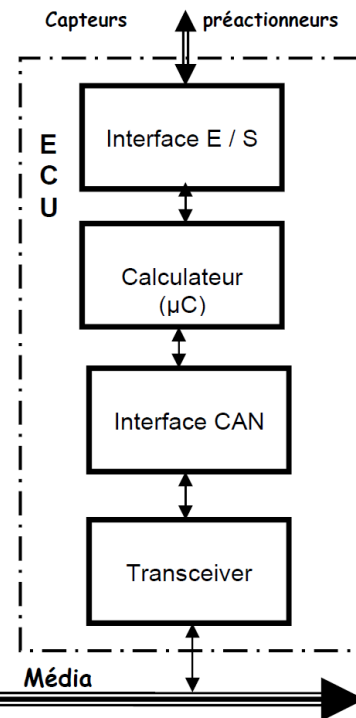 Capteurs préactionneurs
E
C
U
Interface E / S
Calculateur
(µC)
Interface CAN
Transceiver
Média